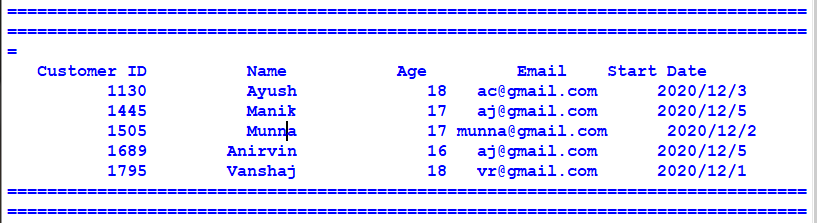 ================================================================================
================================================================================
=
Customer ID Name Age Email Start Date
1130 Ayush 18 ac@gmail.com 2020/12/3
1445 Manik 17 aj@gmail.com 2020/12/5
1505 Munna 17 munna@gmail.com 2020/12/2
1689 Anirvin 16 aj@gmail.com 2020/12/5
1795 Vanshaj 18 vr@gmail.com 2020/12/1
================================================================================
================================================================================